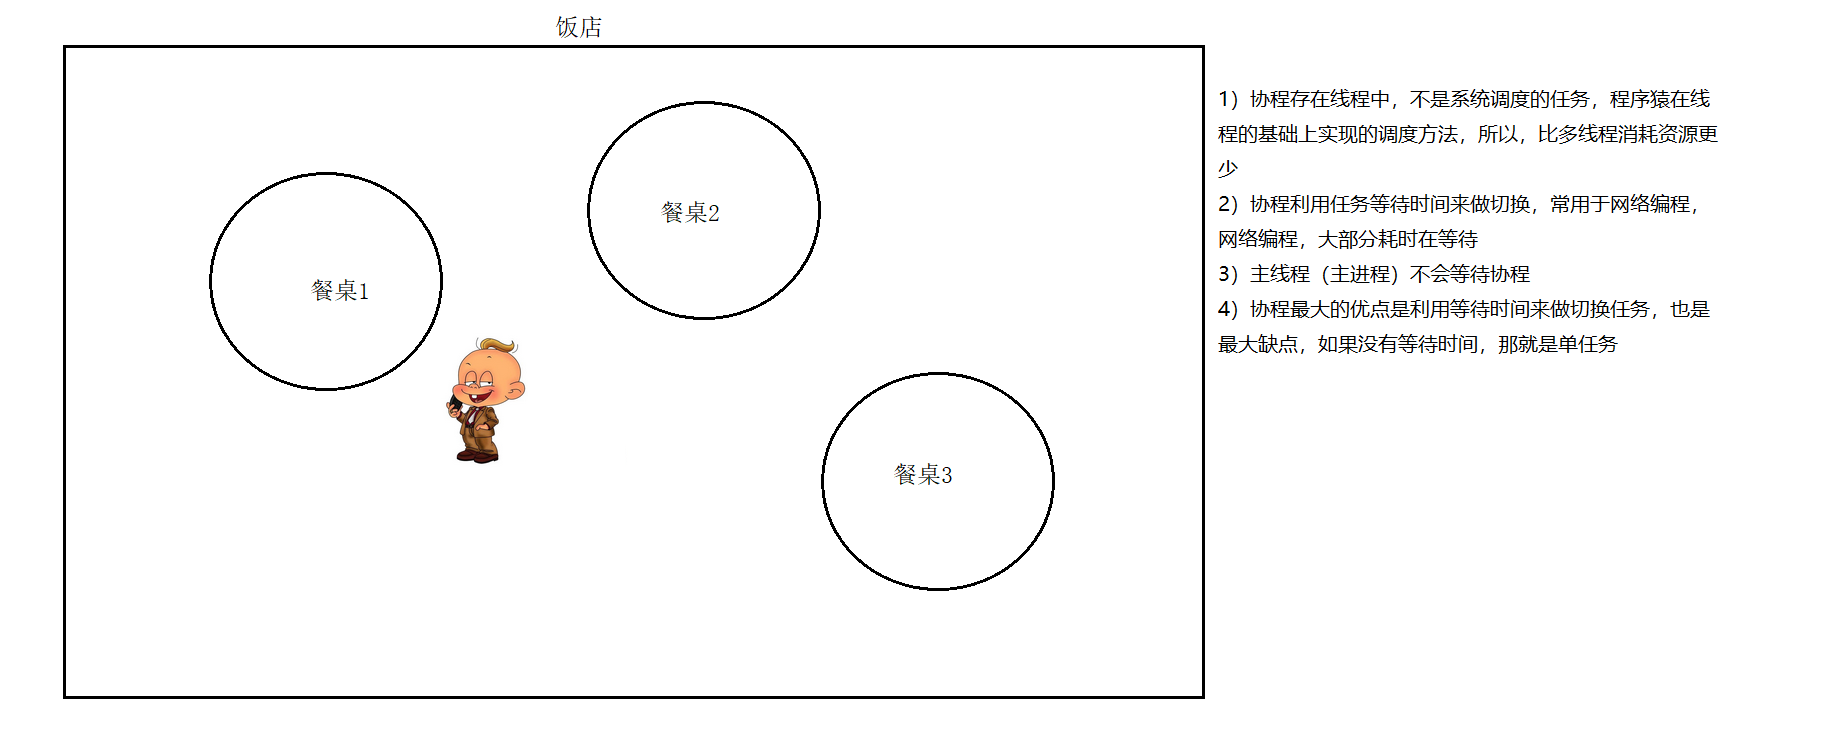 饭店
餐桌1
餐桌2
餐桌3
1）协程存在线程中，不是系统调度的任务，程序猿在线
程的基础上实现的调度方法，所以，比多线程消耗资源更
少
2）协程利用任务等待时间来做切换，常用于网络编程，
网络编程，大部分耗时在等待
3）主线程（主进程）不会等待协程
4）协程最大的优点是利用等待时间来做切换任务，也是
最大缺点，如果没有等待时间，那就是单任务